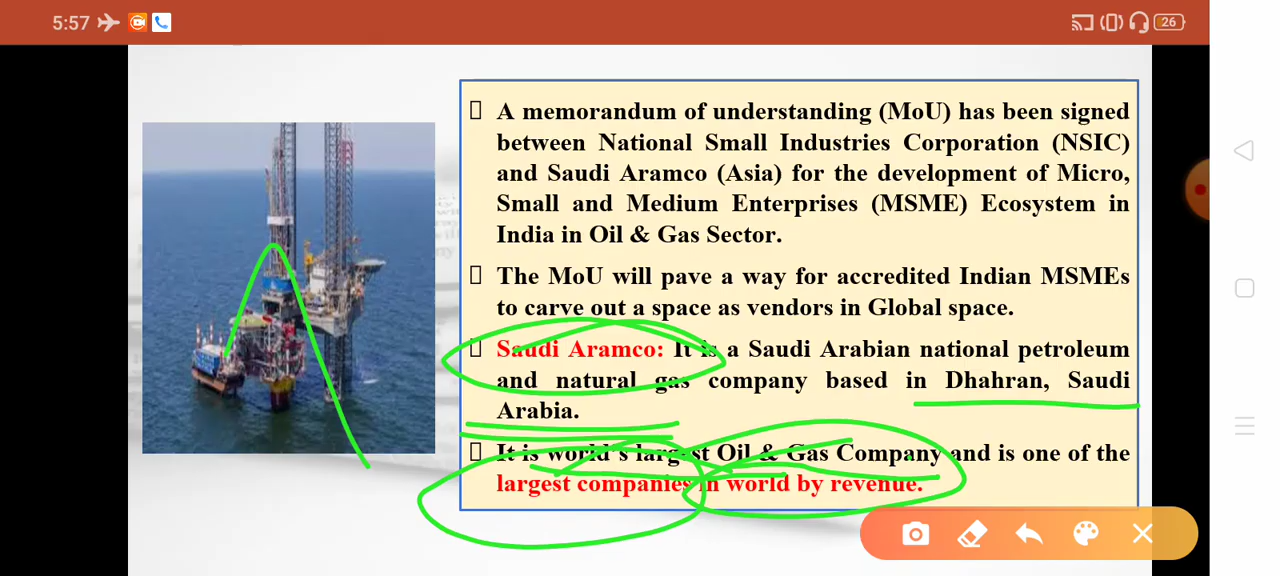 5:57
26
A memorandum of understanding (MoU) has been signed
between National Small Industries Corporation (NSIC)
and Saudi Aramco (Asia) for the development of Micro,
Small and Medium Enterprises (MSME) Ecosystem in
India in Oil & Gas Sector.
The MoU will pave a way for accredited Indian MSMEs
to carve out a space as vendors in Global space.
Saudi Aramco: It is a Saudi Arabian national petroleum
and natural gas company based in Dhahran, Saudi
Arabia.
It is world's largest Oil & Gas Company and is one of the
largest companies in world by revenue.